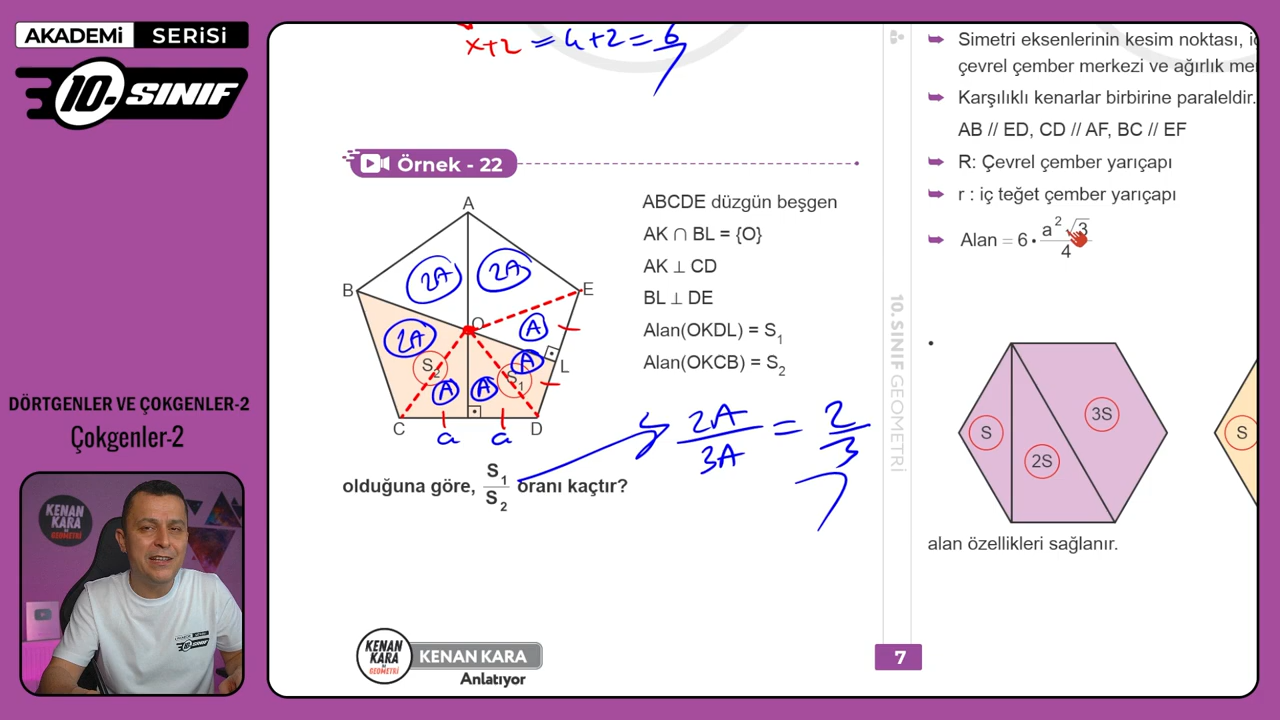 AKADEMİ SERİSİ
10. SINIF
DÖRTGENLER VE ÇOKGENLER-2
Çokgenler-2
KENAN
KARA
ile
GEOMETRİ
x+2 = 4+2 = 6
Örnek - 22
A
2A 2A
B E
2A O A
S2 A L
A A S1
C a a D
ABCDE düzgün beşgen
AK ∩ BL = {O}
AK ⊥ CD
BL ⊥ DE
Alan(OKDL) = S1
Alan(OKCB) = S2
2A/3A = 2/3
olduğuna göre, S1/S2 oranı kaçtır?
KENAN
KARA
ile
GEOMETRİ
KENAN KARA
Anlatıyor
7
10. SINIF GEOMETRİ
Simetri eksenlerinin kesim noktası, iç
çevrel çember merkezi ve ağırlık mer
Karşılıklı kenarlar birbirine paraleldir.
AB // ED, CD // AF, BC // EF
R: Çevrel çember yarıçapı
r : iç teğet çember yarıçapı
Alan = 6 • a²√3/4
S 2S 3S S
alan özellikleri sağlanır.